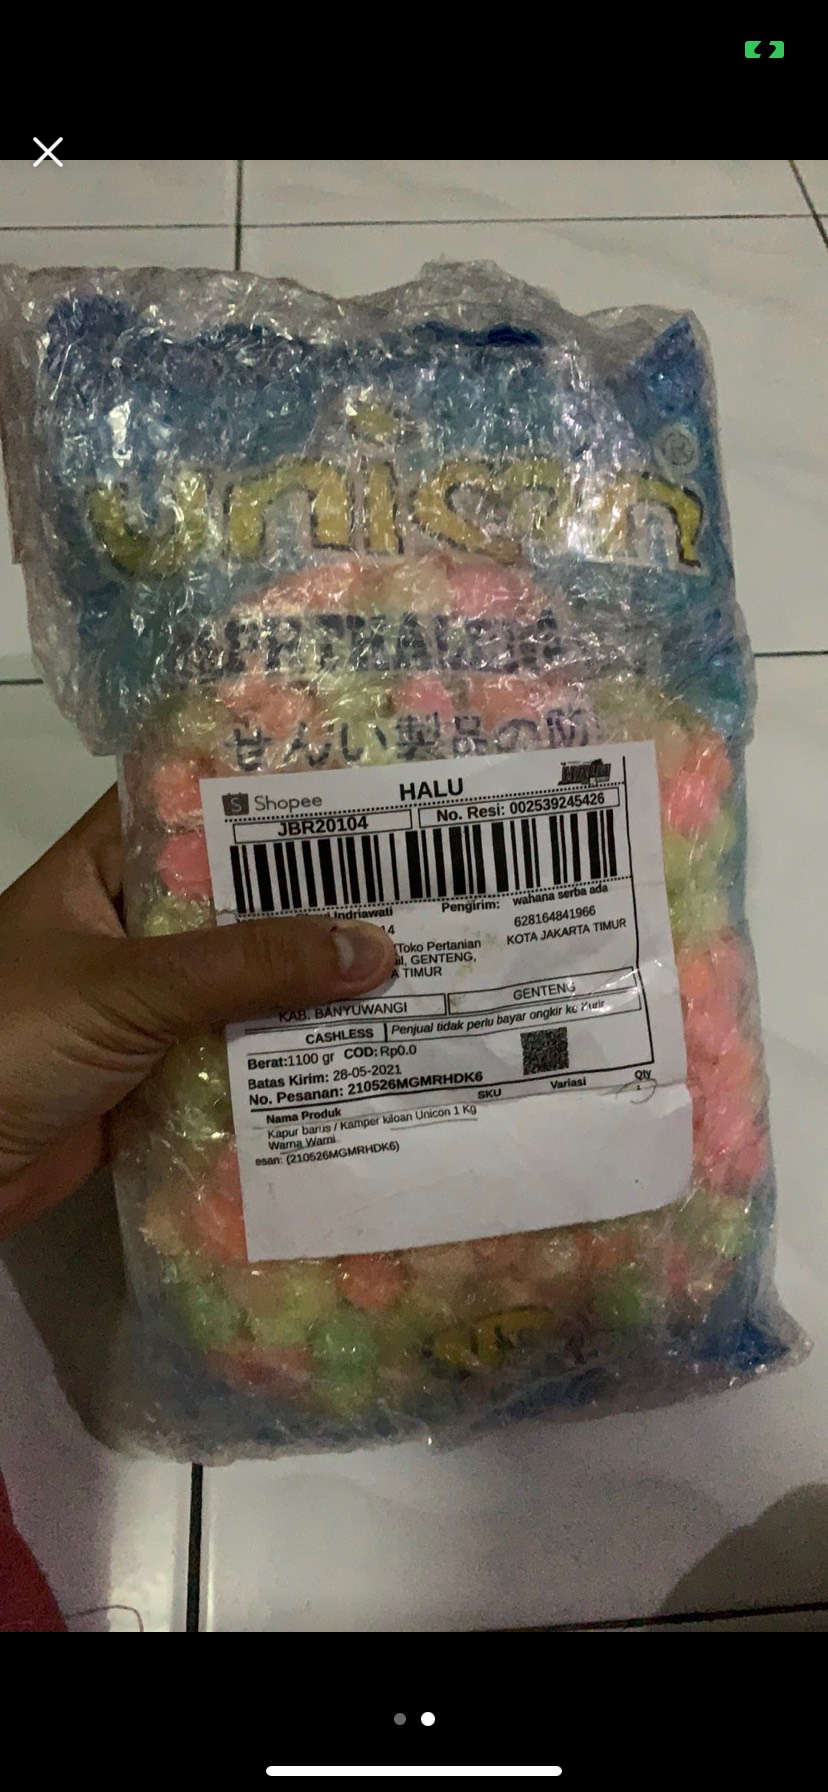 unicon®
せんい製品の防
Shopee
HALU
JBR20104
No. Resi: 002539245426
Indriawati
14
Toko Pertanian
GENTENG,
A TIMUR
Pengirim: wahana serba ada
628164841966
KOTA JAKARTA TIMUR
KAB. BANYUWANGI
GENTENG
CASHLESS
Penjual tidak perlu bayar ongkir ke Kurir
Berat:1100 gr COD: Rp0.0
Batas Kirim: 28-05-2021
No. Pesanan: 210526MGMRHDK6
Nama Produk SKU Variasi Qty
Kapur barus / Kamper kiloan Unicon 1 Kg 1
Warna Warni
esan: (210526MGMRHDK6)